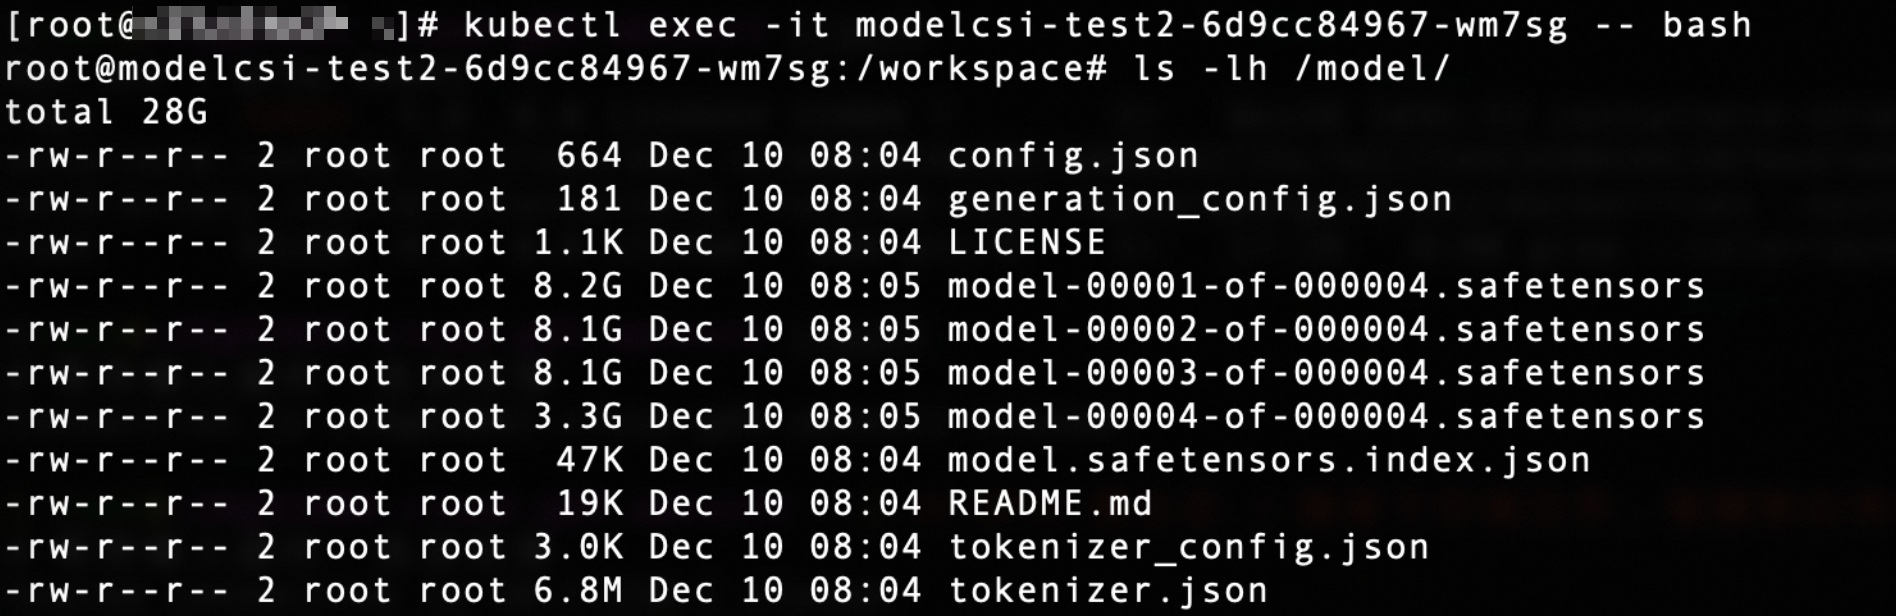 [root@ ]# kubectl exec -it modelcsi-test2-6d9cc84967-wm7sg -- bash
root@modelcsi-test2-6d9cc84967-wm7sg:/workspace# ls -lh /model/
total 28G
-rw-r--r-- 2 root root  664 Dec 10 08:04 config.json
-rw-r--r-- 2 root root  181 Dec 10 08:04 generation_config.json
-rw-r--r-- 2 root root 1.1K Dec 10 08:04 LICENSE
-rw-r--r-- 2 root root 8.2G Dec 10 08:05 model-00001-of-000004.safetensors
-rw-r--r-- 2 root root 8.1G Dec 10 08:05 model-00002-of-000004.safetensors
-rw-r--r-- 2 root root 8.1G Dec 10 08:05 model-00003-of-000004.safetensors
-rw-r--r-- 2 root root 3.3G Dec 10 08:05 model-00004-of-000004.safetensors
-rw-r--r-- 2 root root  47K Dec 10 08:04 model.safetensors.index.json
-rw-r--r-- 2 root root  19K Dec 10 08:04 README.md
-rw-r--r-- 2 root root 3.0K Dec 10 08:04 tokenizer_config.json
-rw-r--r-- 2 root root 6.8M Dec 10 08:04 tokenizer.json